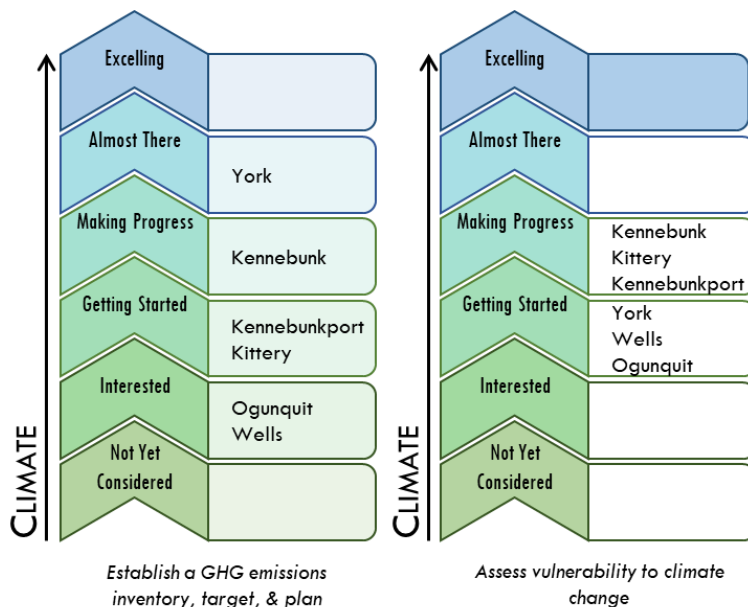 Excelling
Almost There
York
Making Progress
Kennebunk
Getting Started
Kennebunkport
Kittery
Interested
Ogunquit
Wells
Not Yet
Considered
CLIMATE
Establish a GHG emissions
inventory, target, & plan
Excelling
Almost There
Making Progress
Kennebunk
Kittery
Kennebunkport
Getting Started
York
Wells
Ogunquit
Interested
Not Yet
Considered
CLIMATE
Assess vulnerability to climate
change